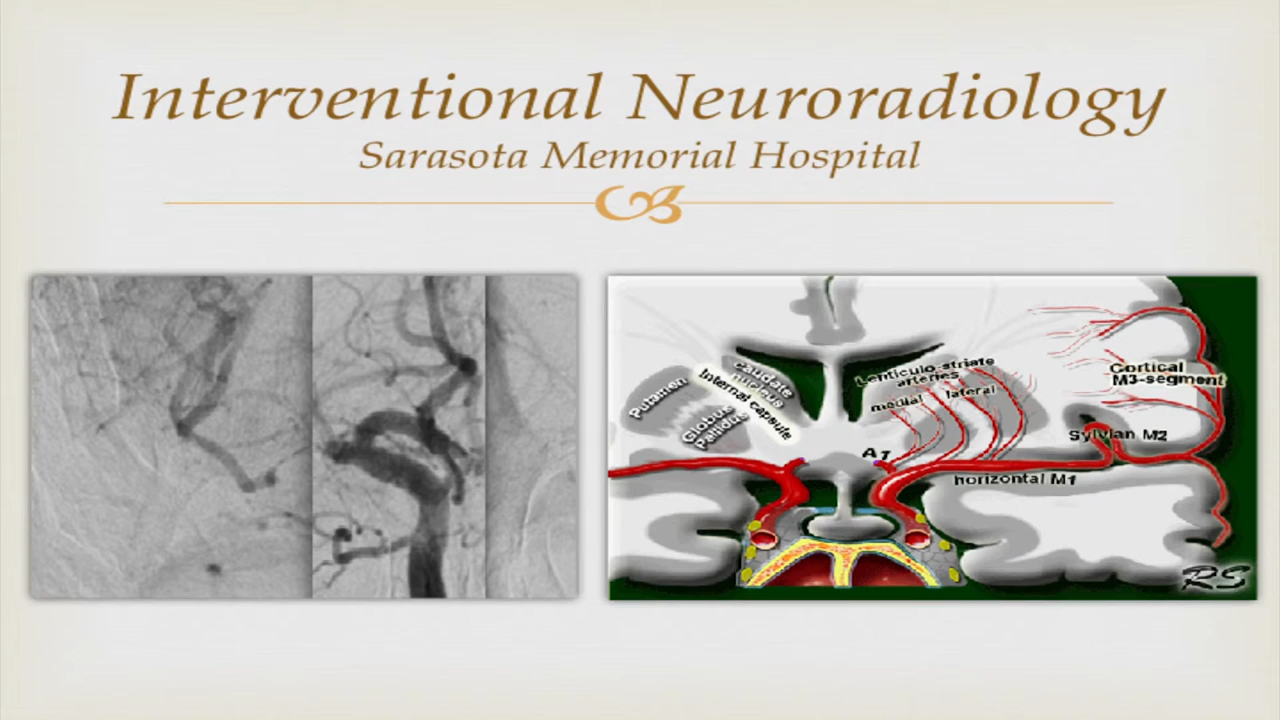 Interventional Neuroradiology
Sarasota Memorial Hospital
Putamen
Caudate
nucleus
Internal capsule
Globus
Pallidus
Lenticulo-striate
arteries
medial
lateral
Cortical
M3-segment
Sylvian M2
A1
horizontal M1
RS